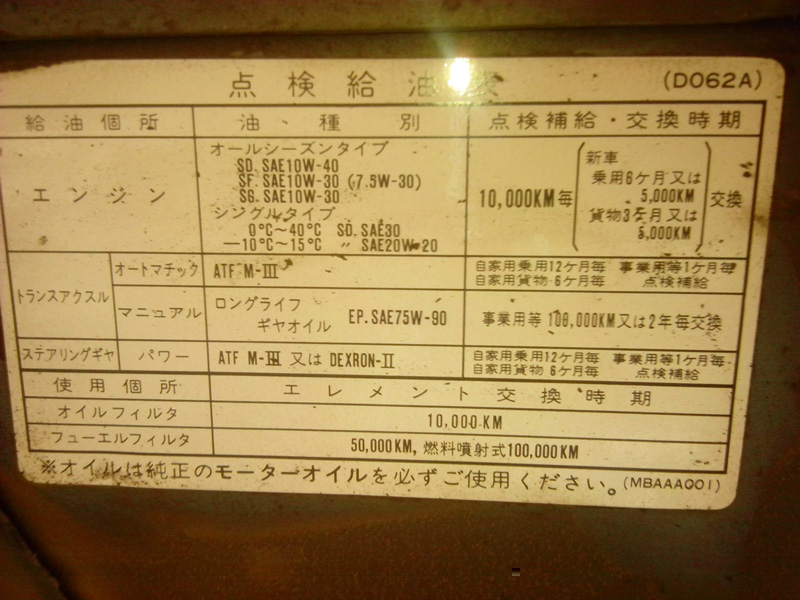 点検給油表 (D062A)
給油個所 油種別 点検補給・交換時期
エンジン
オールシーズンタイプ
SD. SAE10W-40
SF. SAE10W-30 (7.5W-30)
SG. SAE10W-30
シングルタイプ
0°C〜40°C SD. SAE30
—10°C〜15°C 〃 SAE20W-20
10,000KM毎
新車
乗用6ケ月又は
5,000KM
貨物3ケ月又は
5,000KM
交換
トランスアクスル
オートマチック ATF M-III
自家用乗用12ケ月毎 事業用等1ケ月毎
自家用貨物 6ケ月毎 点検補給
マニュアル
ロングライフ
ギヤオイル
EP. SAE75W-90
事業用等 100,000KM又は2年毎交換
ステアリングギヤ パワー ATF M-III 又は DEXRON-II
自家用乗用12ケ月毎 事業用等1ケ月毎
自家用貨物 6ケ月毎 点検補給
使用個所 エレメント交換時期
オイルフィルタ 10,000KM
フューエルフィルタ 50,000KM, 燃料噴射式100,000KM
※オイルは純正のモーターオイルを必ずご使用ください。(MBAAA001)